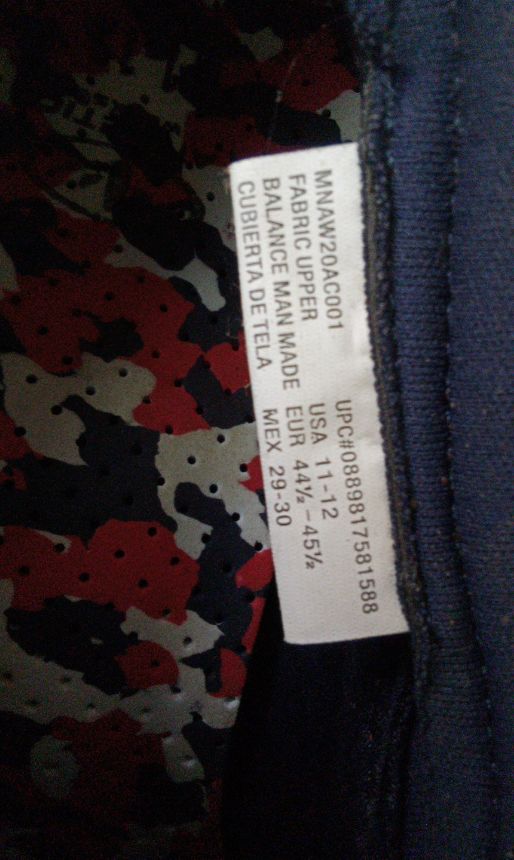 MNAW20AC001
FABRIC UPPER
BALANCE MAN MADE
CUBIERTA DE TELA
UPC#0889817581588
USA 11-12
EUR 44½ – 45½
MEX 29-30